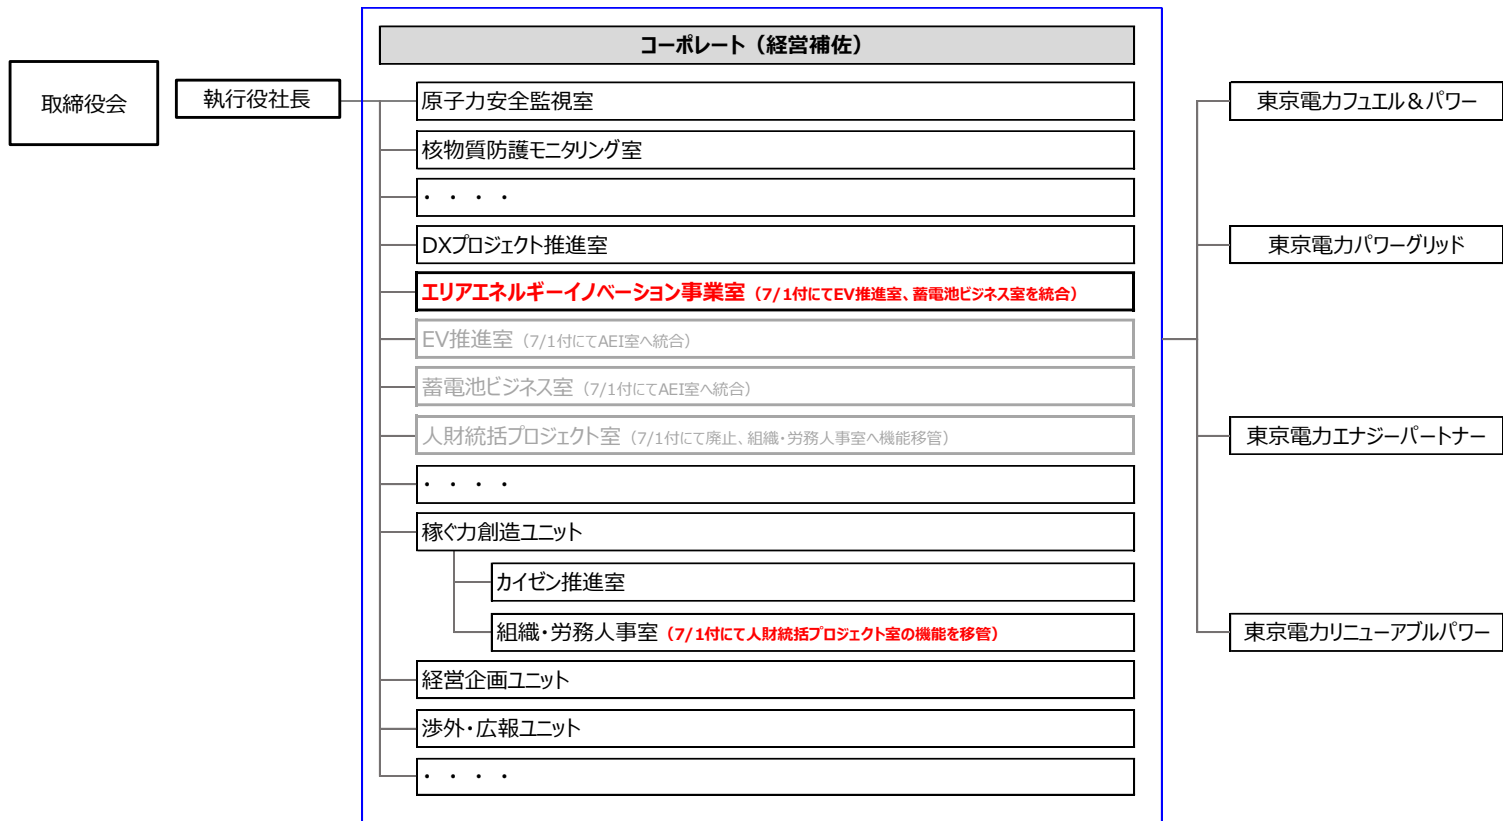 コーポレート（経営補佐）
取締役会
執行役社長
原子力安全監視室
核物質防護モニタリング室
・・・・
DXプロジェクト推進室
エリアエネルギーイノベーション事業室（7/1付にてEV推進室、蓄電池ビジネス室を統合）
EV推進室（7/1付にてAEI室へ統合）
蓄電池ビジネス室（7/1付にてAEI室へ統合）
人財統括プロジェクト室（7/1付にて廃止、組織・労務人事室へ機能移管）
・・・・
稼ぐ力創造ユニット
カイゼン推進室
組織・労務人事室（7/1付にて人財統括プロジェクト室の機能を移管）
経営企画ユニット
渉外・広報ユニット
・・・・
東京電力フュエル＆パワー
東京電力パワーグリッド
東京電力エナジーパートナー
東京電力リニューアブルパワー